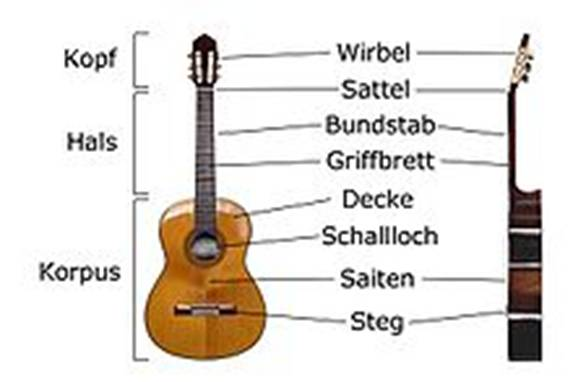 Kopf
Hals
Korpus
Wirbel
Sattel
Bundstab
Griffbrett
Decke
Schallloch
Saiten
Steg